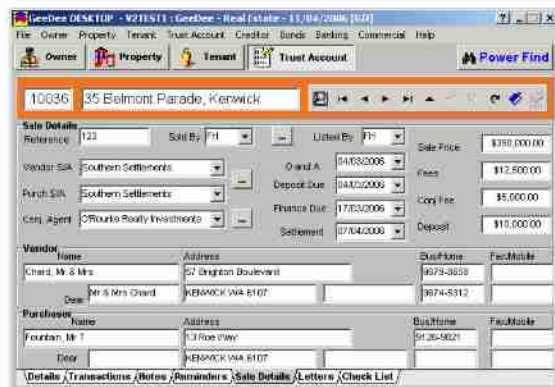 GeeDee DESKTOP - V2TEST1 : GeeDee - Real Estate - 11/04/2006 [GD]
File Owner Property Tenant Trust Account Creditor Bonds Banking Commercial Help
Owner Property Tenant Trust Account Power Find
10036 35 Belmont Parade, Kenwick
Sale Details
Reference 123 Sold By FH ... Listed By FH Sale Price $350,000.00
Vendor S/A Southern Settlements O and A 04/03/2006 Fees $12,500.00
Purch S/A Southern Settlements ... Deposit Due 04/03/2006 Conj Fee $5,000.00
Conj. Agent O'Rourke Realty Investments ... Finance Due 17/03/2006
Settlement 07/04/2006 Deposit $10,000.00
Vendor
Name Address Bus/Home Fax/Mobile
Chard, Mr & Mrs 57 Brighton Boulevard
Dear Mr & Mrs Chard KENWICK WA 6107 9674-5312
Purchaser
Name Address Bus/Home Fax/Mobile
Fountain, Mr T 13 Roe Way
Dear KENWICK WA 6107
Details Transactions Notes Reminders Sale Details Letters Check List